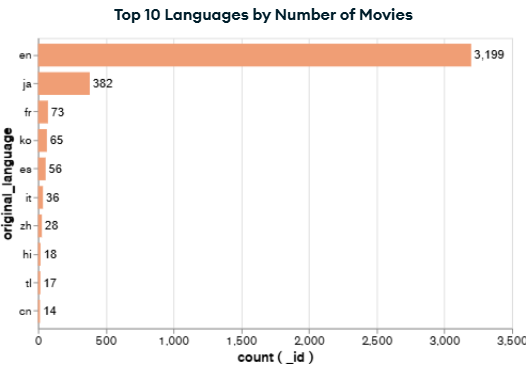 Top 10 Languages by Number of Movies
original_language
en 3,199
ja 382
fr 73
ko 65
es 56
it 36
zh 28
hi 18
tl 17
cn 14
0 500 1,000 1,500 2,000 2,500 3,000 3,500
count ( _id )